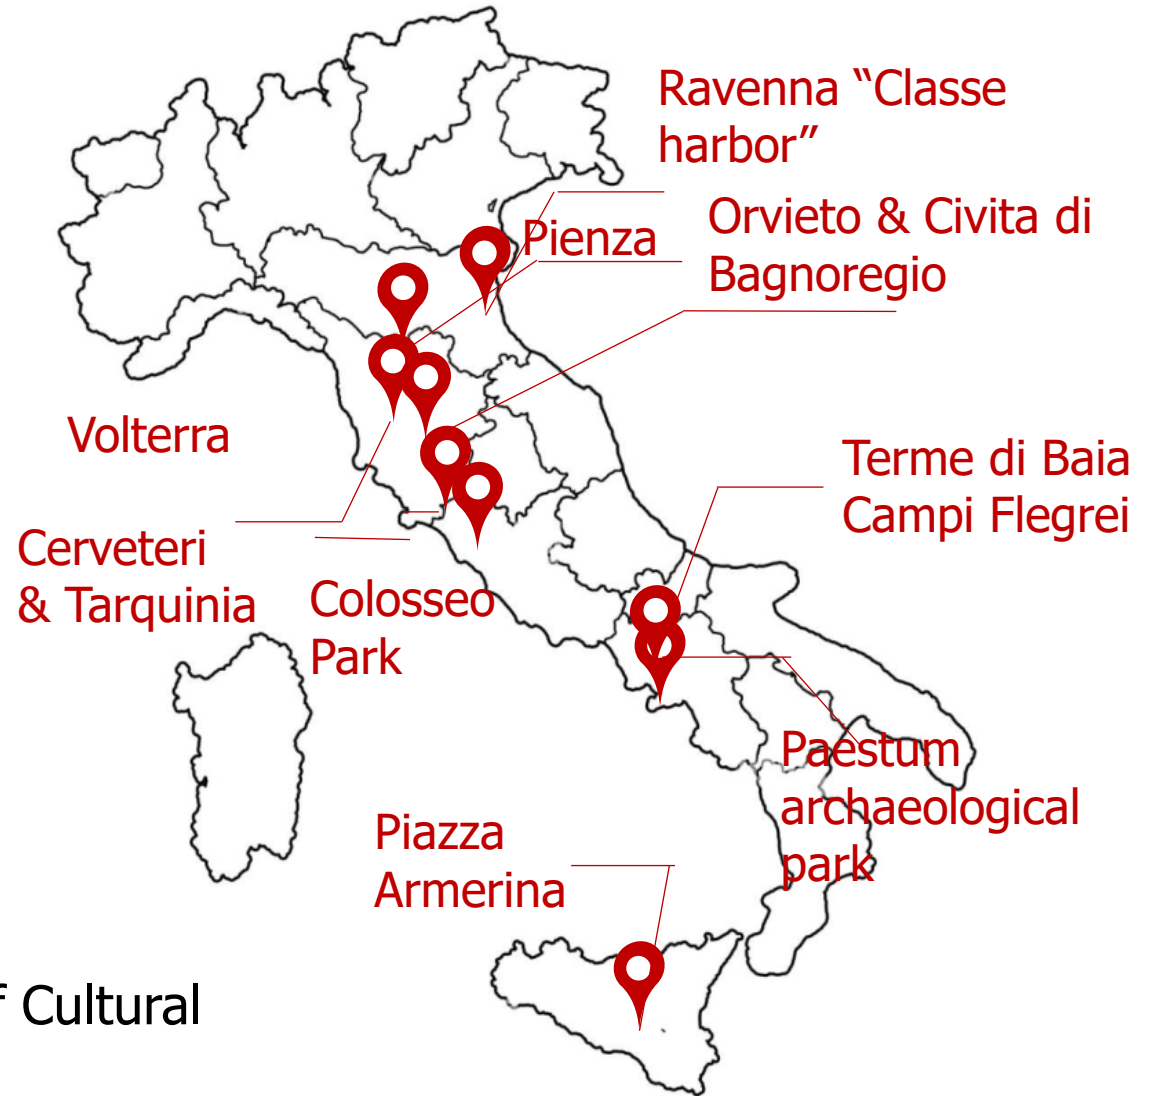 Ravenna “Classe
harbor”
Pienza
Orvieto & Civita di
Bagnoregio
Volterra
Terme di Baia
Campi Flegrei
Cerveteri
& Tarquinia
Colosseo
Park
Paestum
archaeological
park
Piazza
Armerina
f Cultural